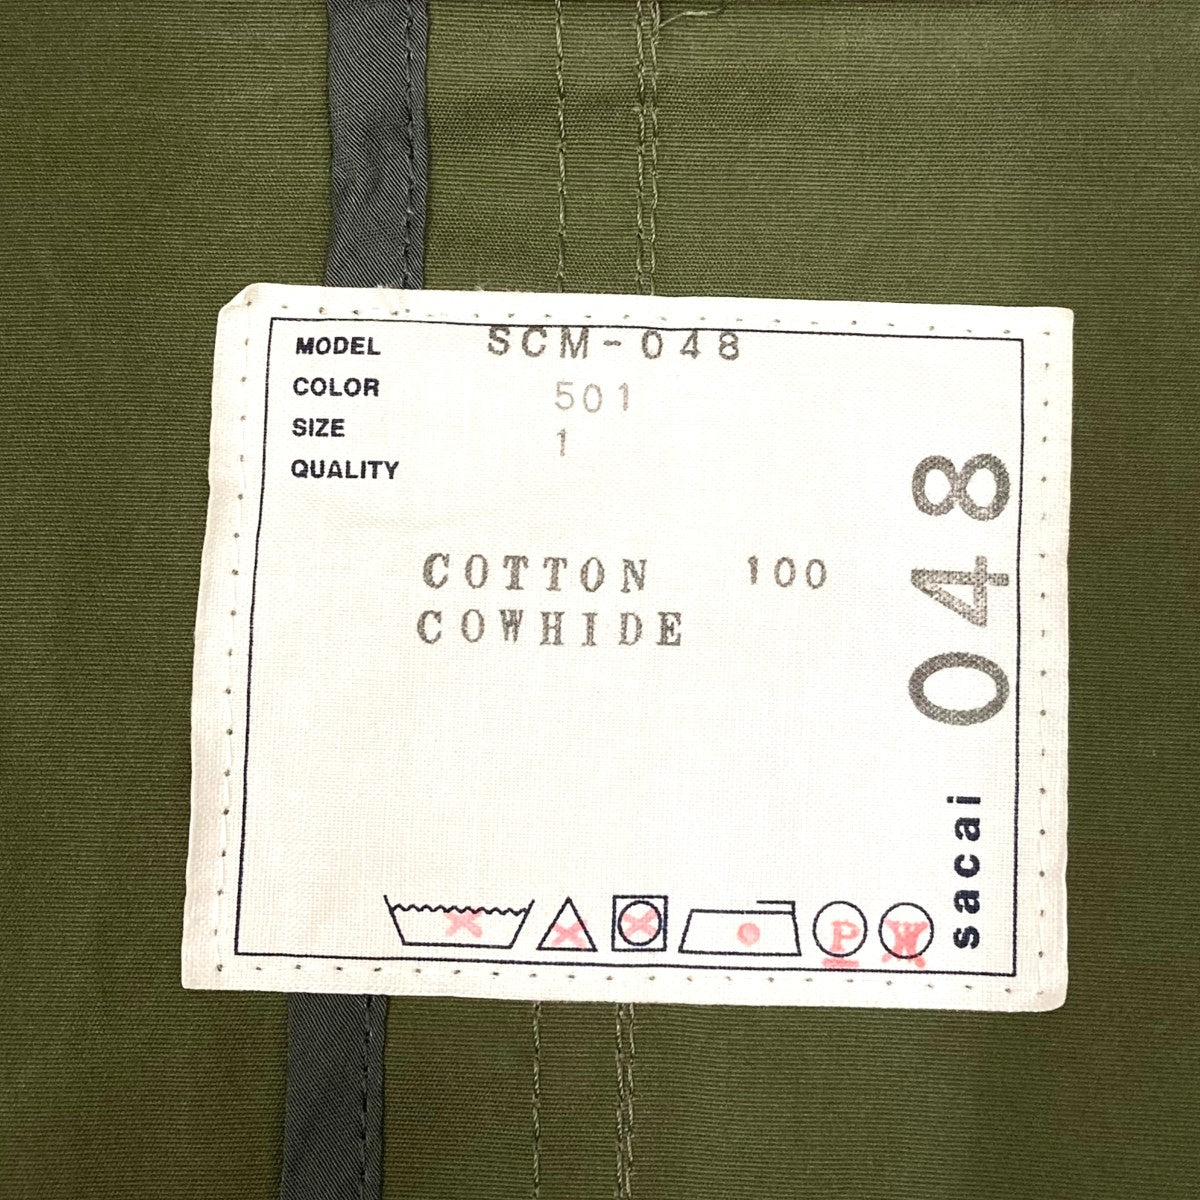 MODEL SCM-048
COLOR 501
SIZE 1
QUALITY
COTTON 100
COWHIDE
sacai 048
P W